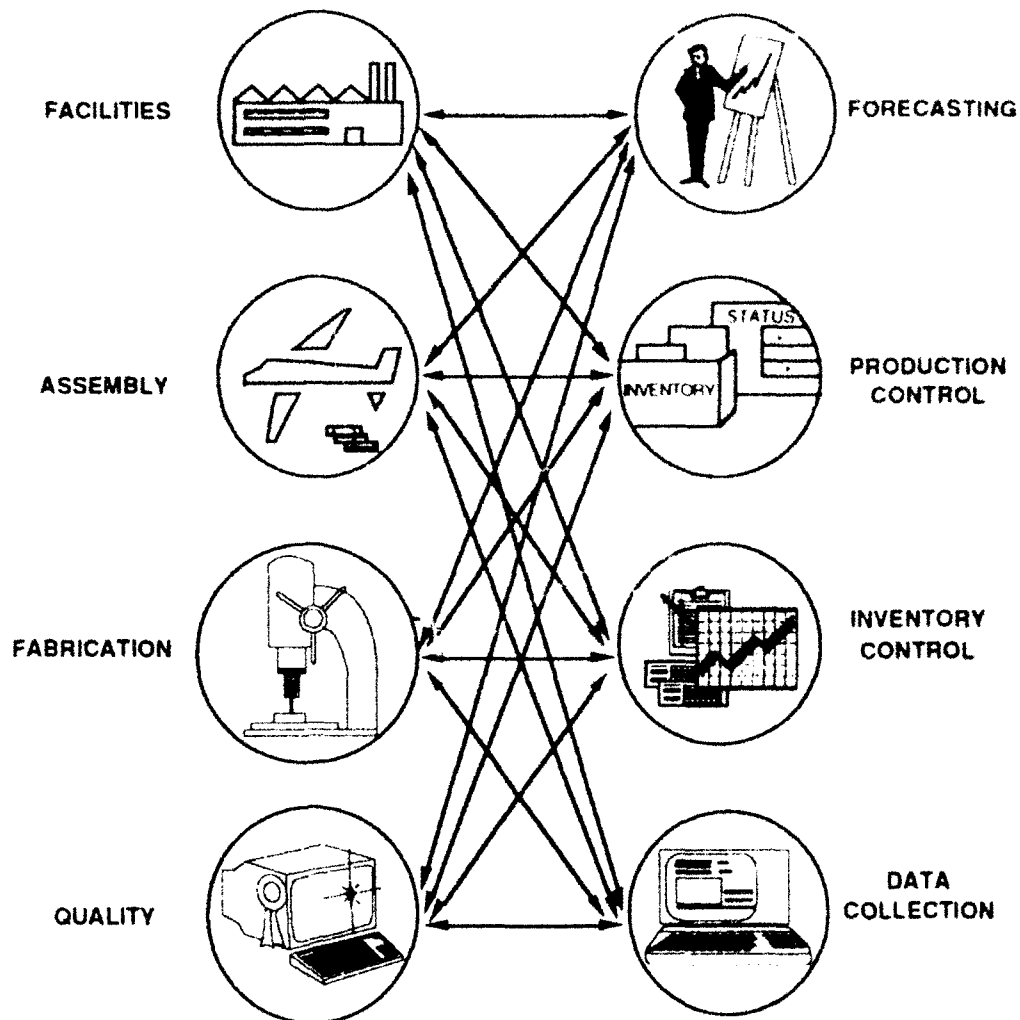 FACILITIES
FORECASTING
ASSEMBLY
STATUS
INVENTORY
PRODUCTION
CONTROL
FABRICATION
INVENTORY
CONTROL
QUALITY
DATA
COLLECTION